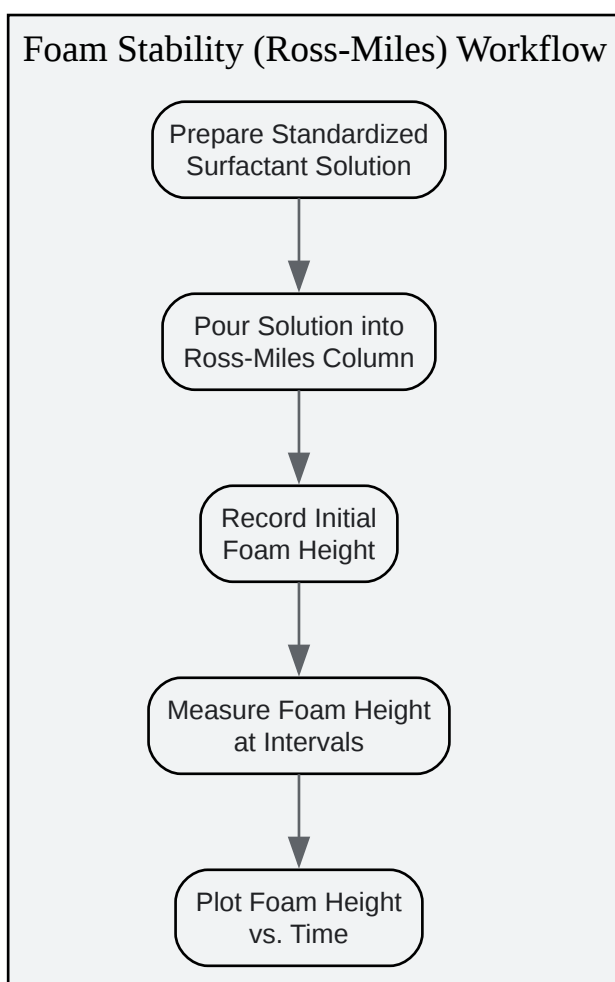 Foam Stability (Ross-Miles) Workflow
Prepare Standardized
Surfactant Solution
Pour Solution into
Ross-Miles Column
Record Initial
Foam Height
Measure Foam Height
at Intervals
Plot Foam Height
vs. Time